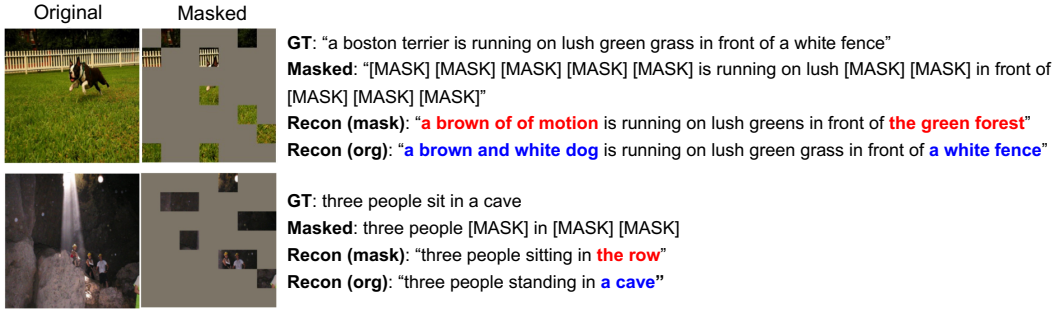 Original Masked
GT: “a boston terrier is running on lush green grass in front of a white fence”
Masked: “[MASK] [MASK] [MASK] [MASK] [MASK] is running on lush [MASK] [MASK] in front of
[MASK] [MASK] [MASK]”
Recon (mask): “a brown of of motion is running on lush greens in front of the green forest”
Recon (org): “a brown and white dog is running on lush green grass in front of a white fence”
GT: three people sit in a cave
Masked: three people [MASK] in [MASK] [MASK]
Recon (mask): “three people sitting in the row”
Recon (org): “three people standing in a cave”